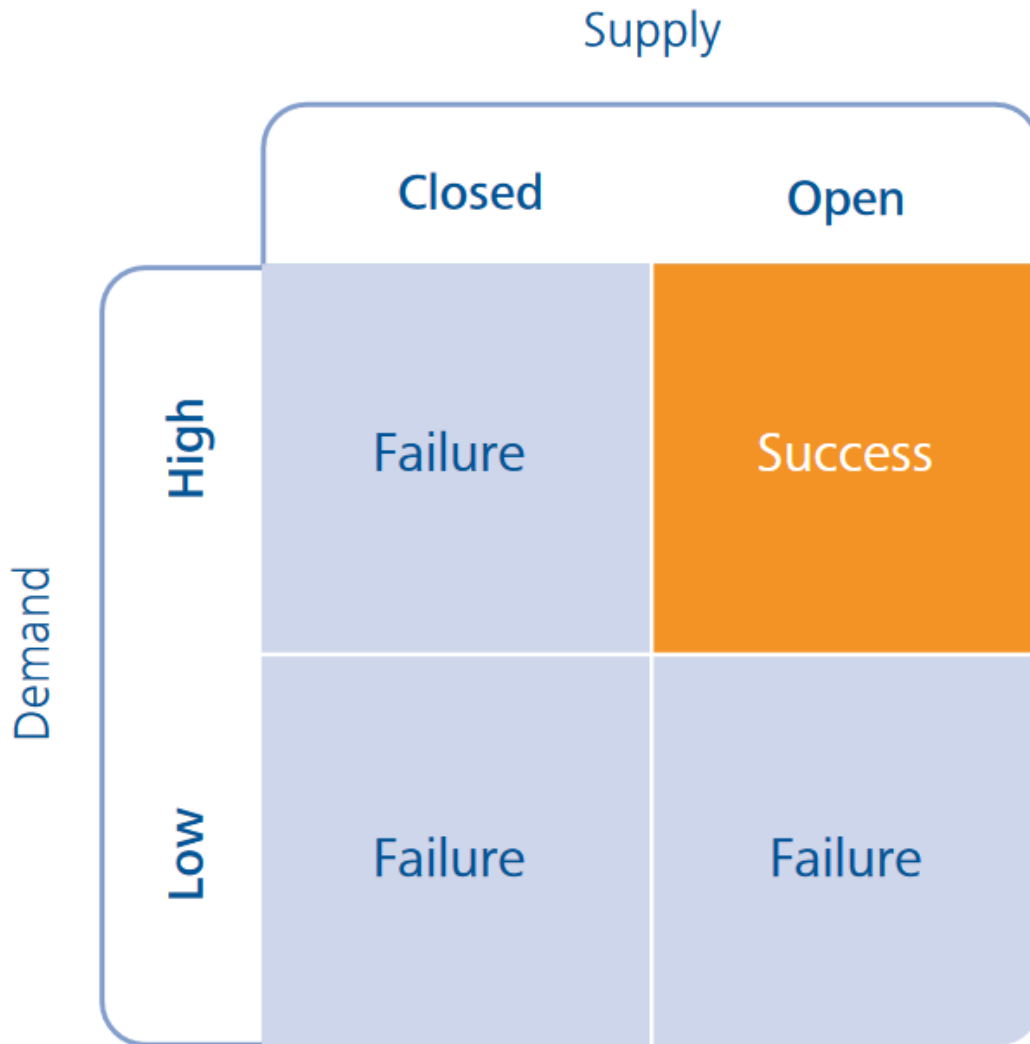 Supply
Closed
Open
High
Failure
Success
Demand
Low
Failure
Failure